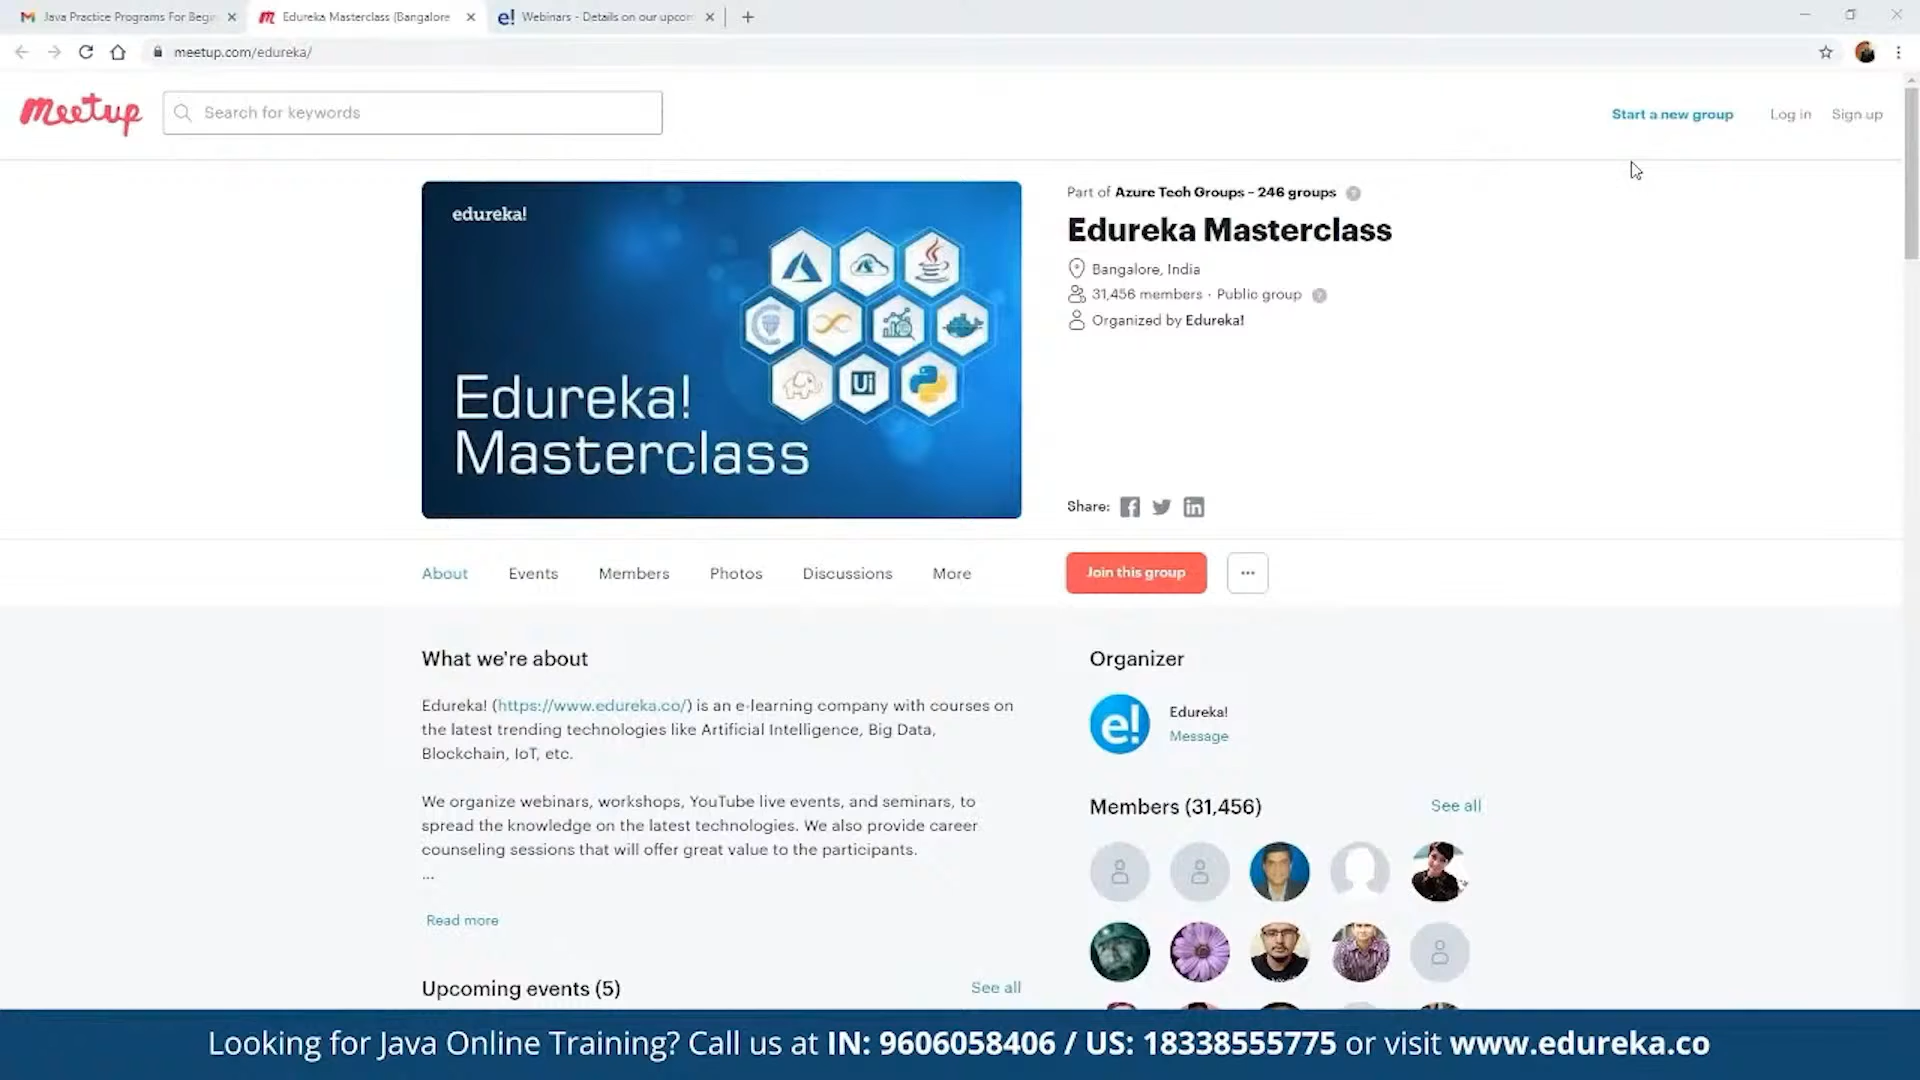 Java Practice Programs For Begi
Edureka Masterclass (Bangalore
e! Webinars - Details on our upcom
meetup.com/edureka/
meetup
Search for keywords
Start a new group
Log in
Sign up
edureka!
Ui
Edureka!
Masterclass
Part of Azure Tech Groups – 246 groups ?
Edureka Masterclass
Bangalore, India
31,456 members · Public group ?
Organized by Edureka!
Share:
About
Events
Members
Photos
Discussions
More
Join this group
...
What we're about
Edureka! (https://www.edureka.co/) is an e-learning company with courses on
the latest trending technologies like Artificial Intelligence, Big Data,
Blockchain, IoT, etc.
We organize webinars, workshops, YouTube live events, and seminars, to
spread the knowledge on the latest technologies. We also provide career
counseling sessions that will offer great value to the participants.
...
Read more
Upcoming events (5)
See all
Organizer
e!
Edureka!
Message
Members (31,456)
See all
Looking for Java Online Training? Call us at IN: 9606058406 / US: 18338555775 or visit www.edureka.co